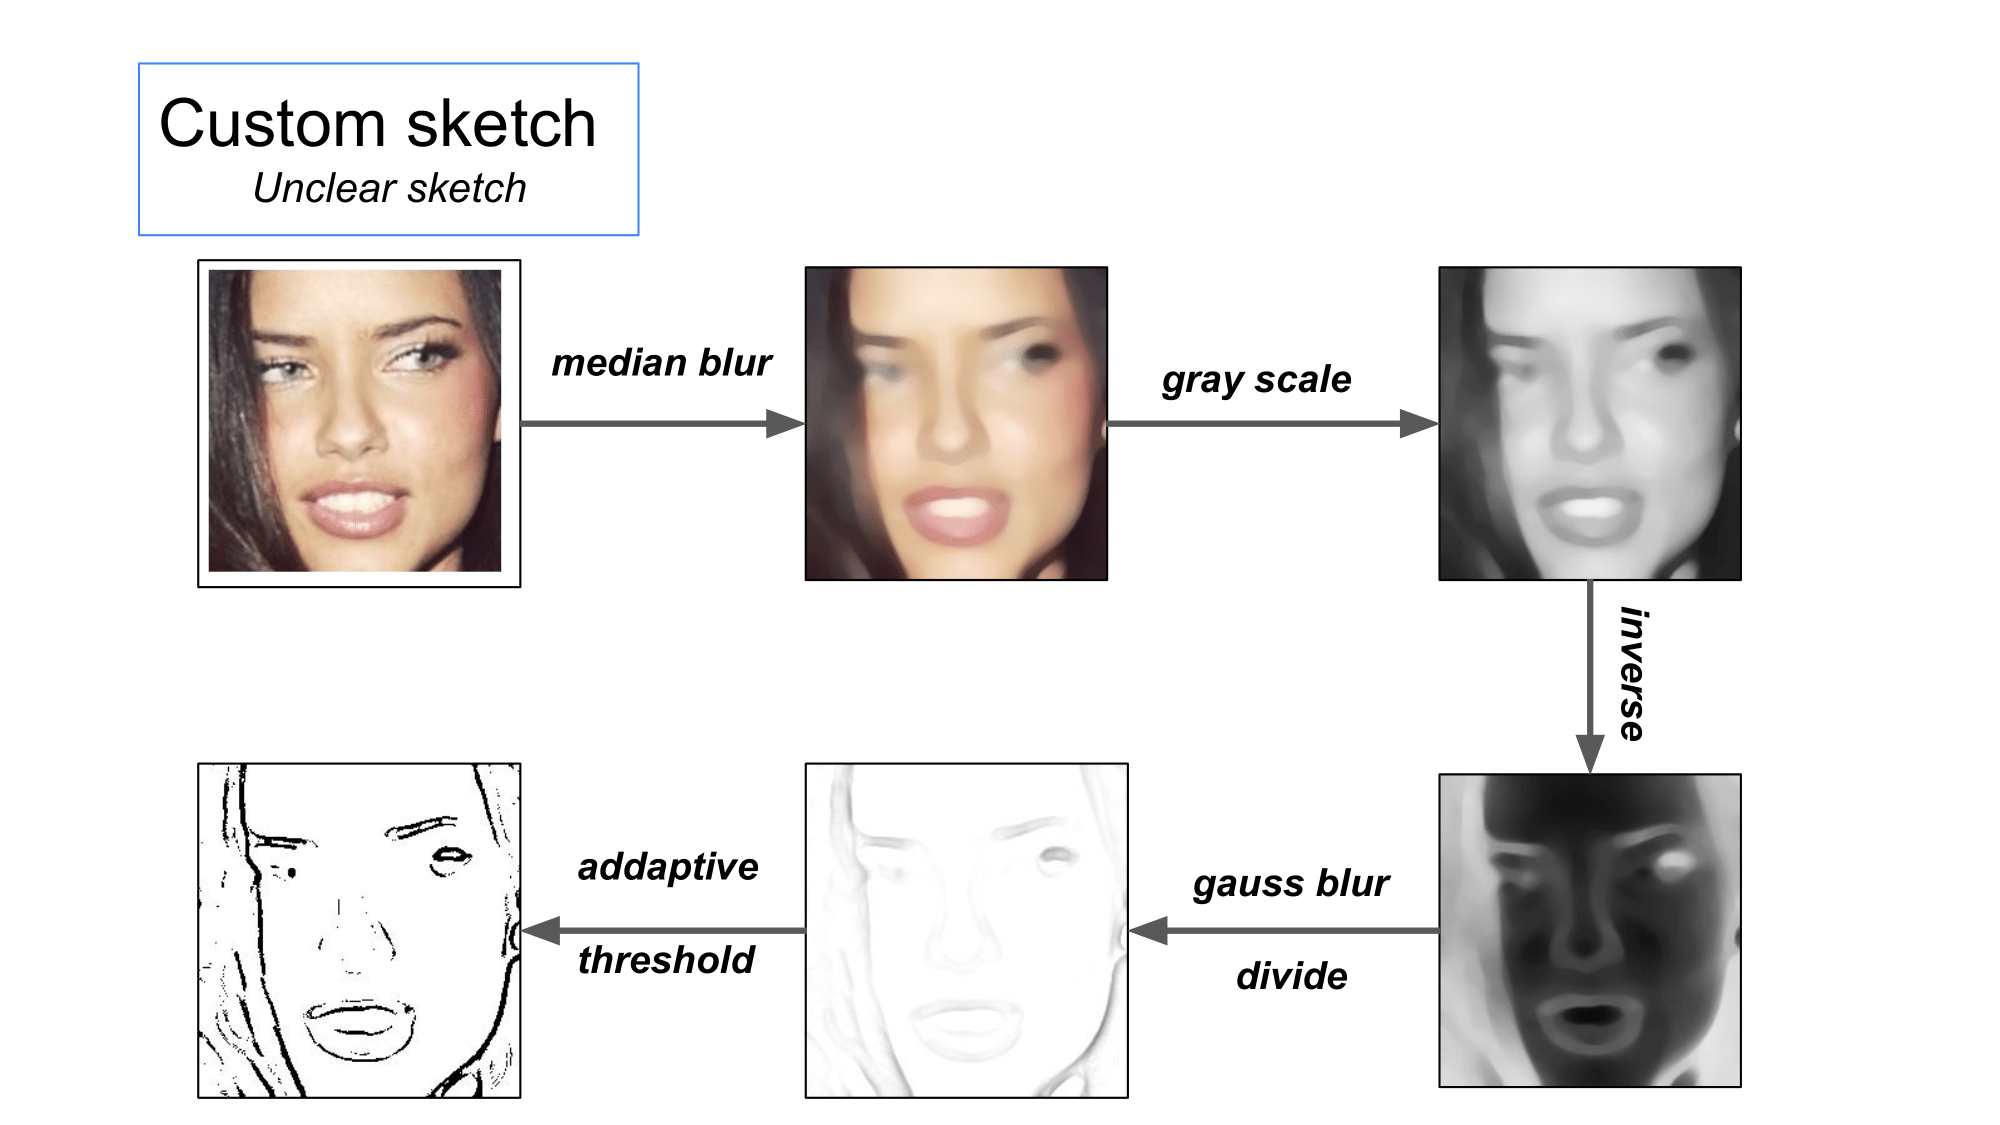 Custom sketch
Unclear sketch
median blur
gray scale
inverse
addaptive
threshold
gauss blur
divide